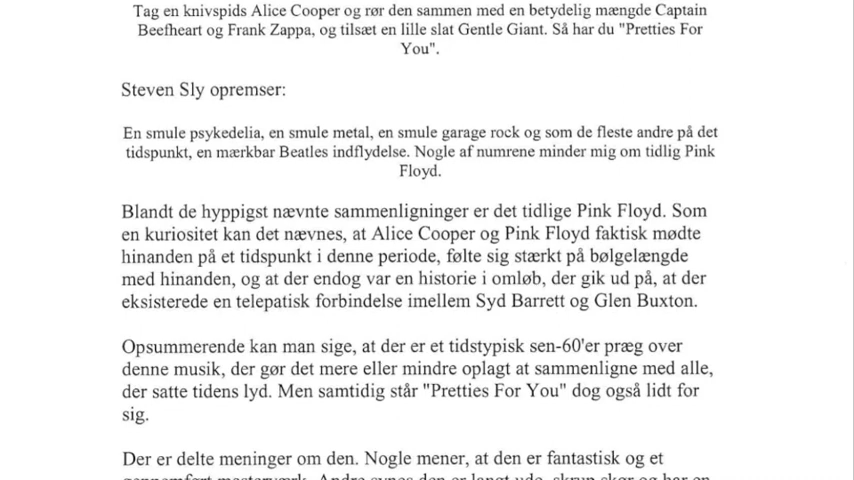 Tag en knivspids Alice Cooper og rør den sammen med en betydelig mængde Captain
Beefheart og Frank Zappa, og tilsæt en lille slat Gentle Giant. Så har du "Pretties For
You".
Steven Sly opremser:
En smule psykedelia, en smule metal, en smule garage rock og som de fleste andre på det
tidspunkt, en mærkbar Beatles indflydelse. Nogle af numrene minder mig om tidlig Pink
Floyd.
Blandt de hyppigst nævnte sammenligninger er det tidlige Pink Floyd. Som
en kuriositet kan det nævnes, at Alice Cooper og Pink Floyd faktisk mødte
hinanden på et tidspunkt i denne periode, følte sig stærkt på bølgelængde
med hinanden, og at der endog var en historie i omløb, der gik ud på, at der
eksisterede en telepatisk forbindelse imellem Syd Barrett og Glen Buxton.
Opsummerende kan man sige, at der er et tidstypisk sen-60'er præg over
denne musik, der gør det mere eller mindre oplagt at sammenligne med alle,
der satte tidens lyd. Men samtidig står "Pretties For You" dog også lidt for
sig.
Der er delte meninger om den. Nogle mener, at den er fantastisk og et